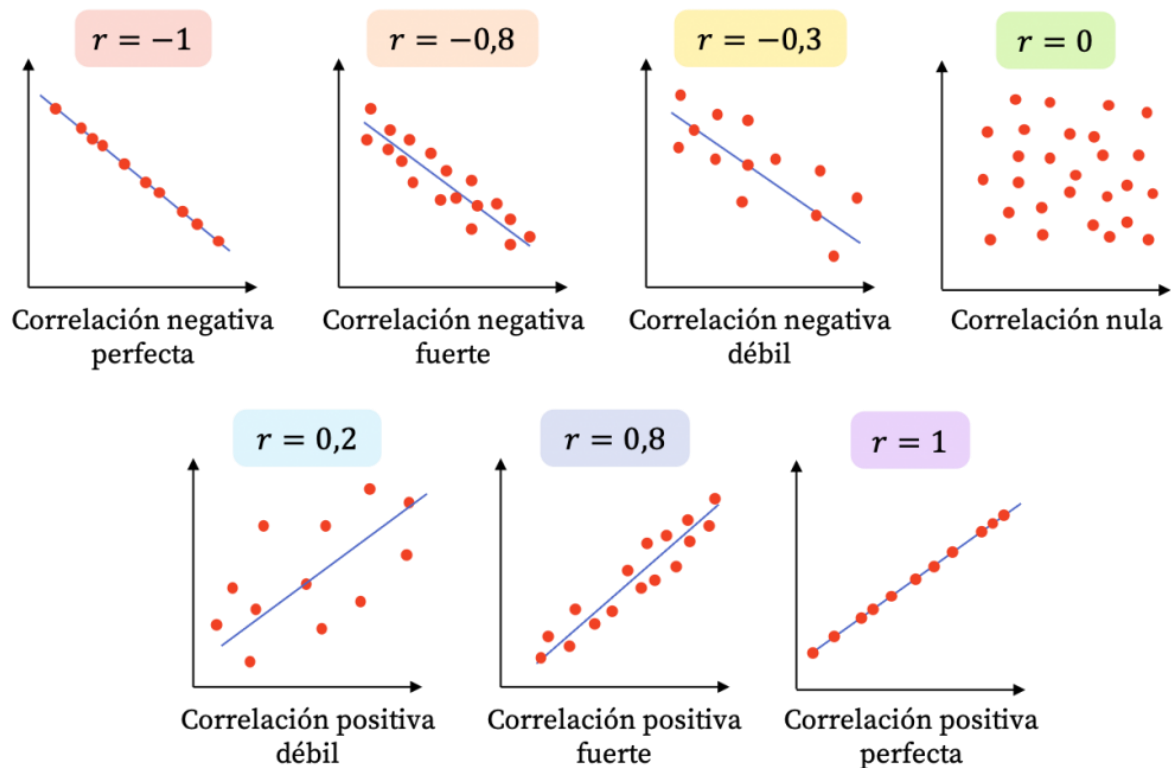 r = −1
r = −0,8
r = −0,3
r = 0
Correlación negativa
perfecta
Correlación negativa
fuerte
Correlación negativa
débil
Correlación nula
r = 0,2
r = 0,8
r = 1
Correlación positiva
débil
Correlación positiva
fuerte
Correlación positiva
perfecta